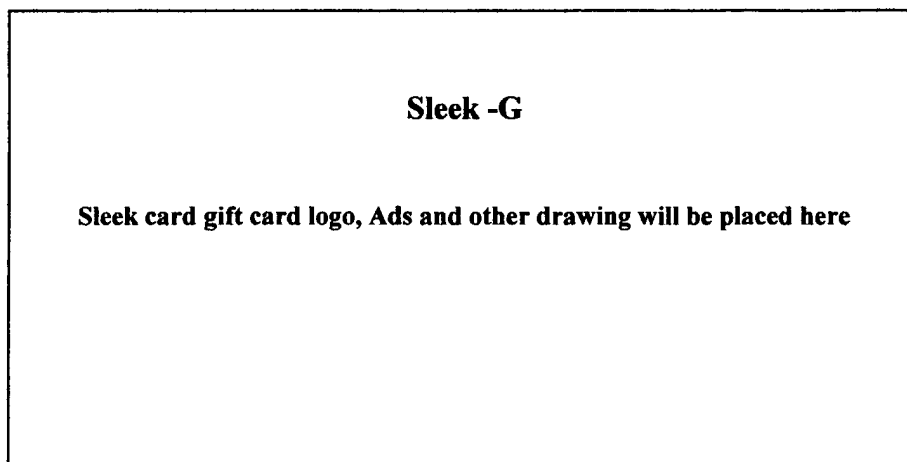 Sleek -G
Sleek card gift card logo, Ads and other drawing will be placed here